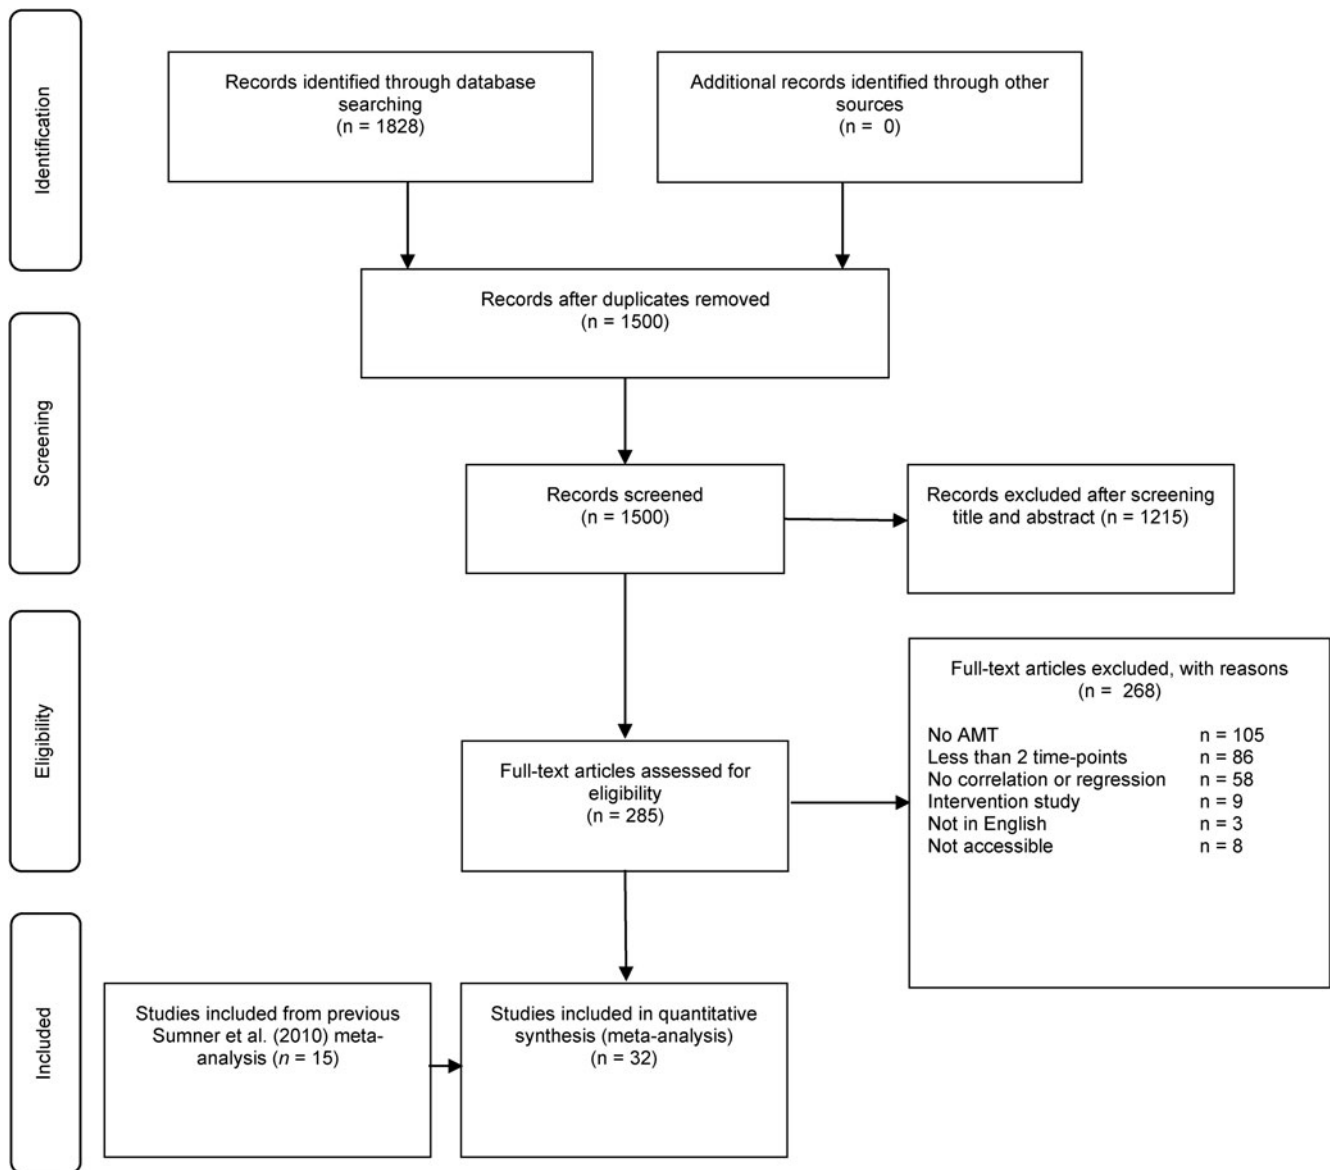 Identification
Records identified through database
searching
(n = 1828)
Additional records identified through other
sources
(n = 0)
Records after duplicates removed
(n = 1500)
Screening
Records screened
(n = 1500)
Records excluded after screening
title and abstract (n = 1215)
Eligibility
Full-text articles assessed for
eligibility
(n = 285)
Full-text articles excluded, with reasons
(n = 268)
No AMT n = 105
Less than 2 time-points n = 86
No correlation or regression n = 58
Intervention study n = 9
Not in English n = 3
Not accessible n = 8
Included
Studies included from previous
Sumner et al. (2010) meta-
analysis (n = 15)
Studies included in quantitative
synthesis (meta-analysis)
(n = 32)